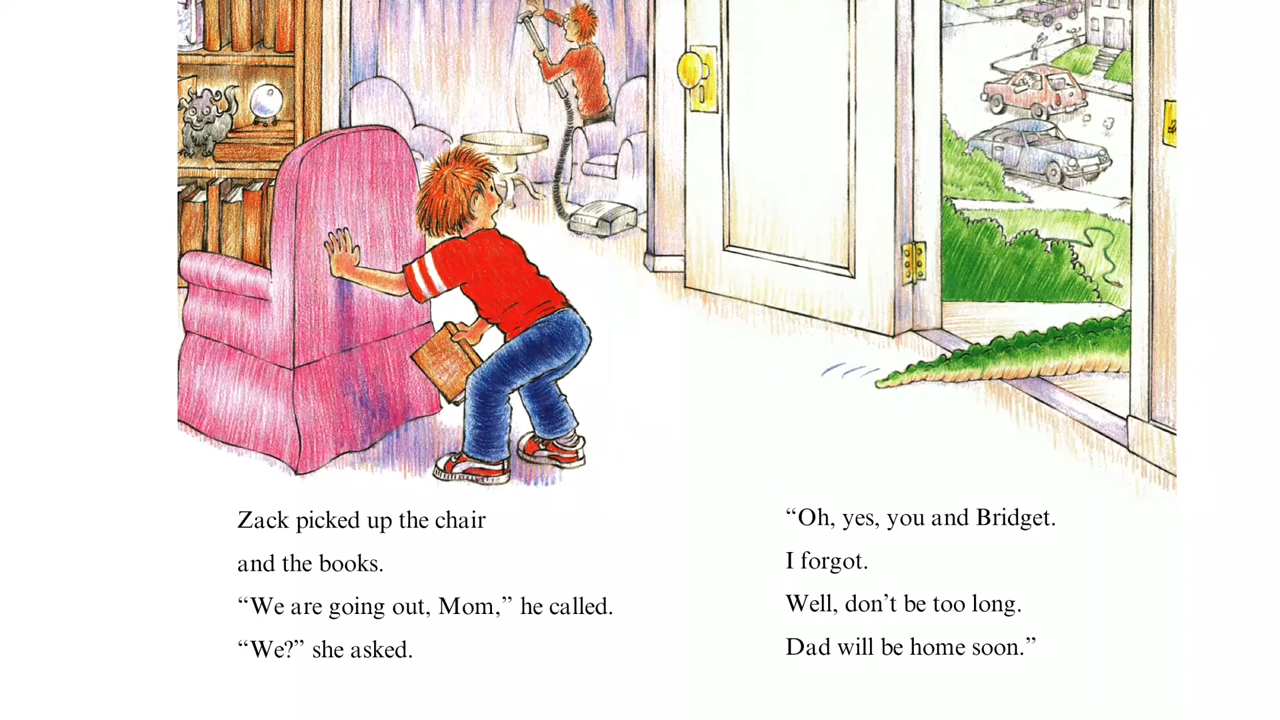 Zack picked up the chair
and the books.
“We are going out, Mom,” he called.
“We?” she asked.
“Oh, yes, you and Bridget.
I forgot.
Well, don’t be too long.
Dad will be home soon.”